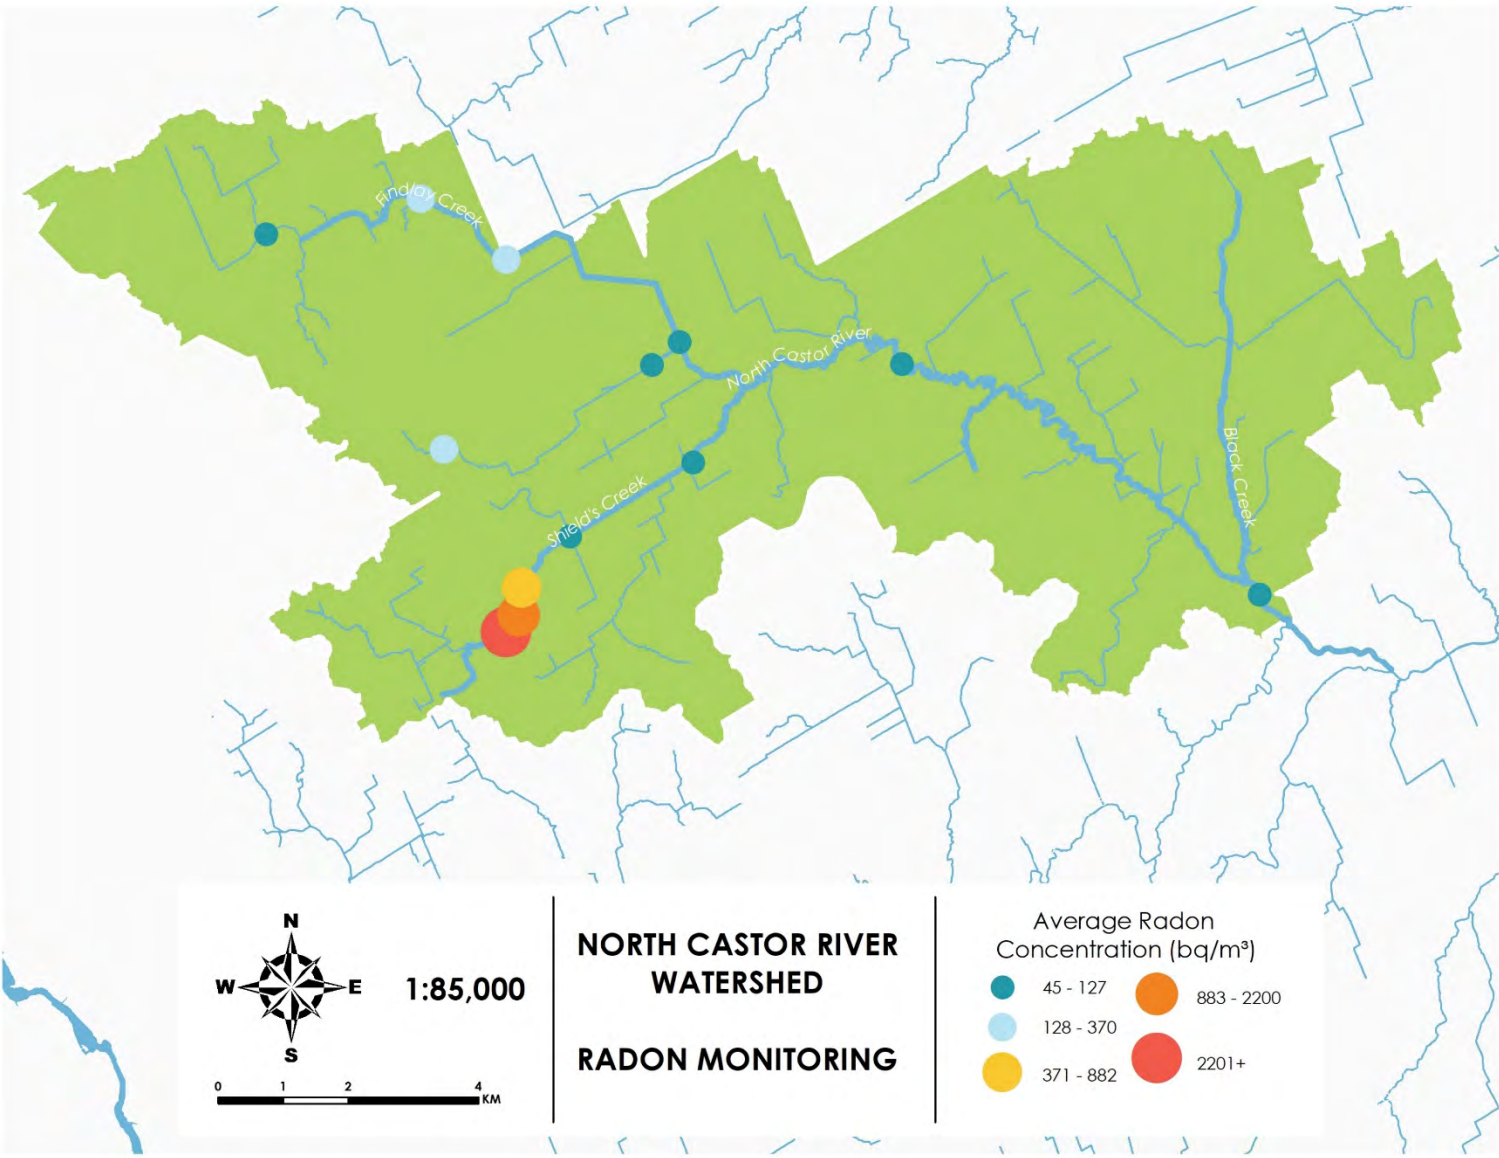 Findlay Creek
North Castor River
Black Creek
Shield's Creek
N
W
E
S
1:85,000
0 1 2 4
KM
NORTH CASTOR RIVER
WATERSHED
RADON MONITORING
Average Radon
Concentration (bq/m³)
45 - 127
128 - 370
371 - 882
883 - 2200
2201+